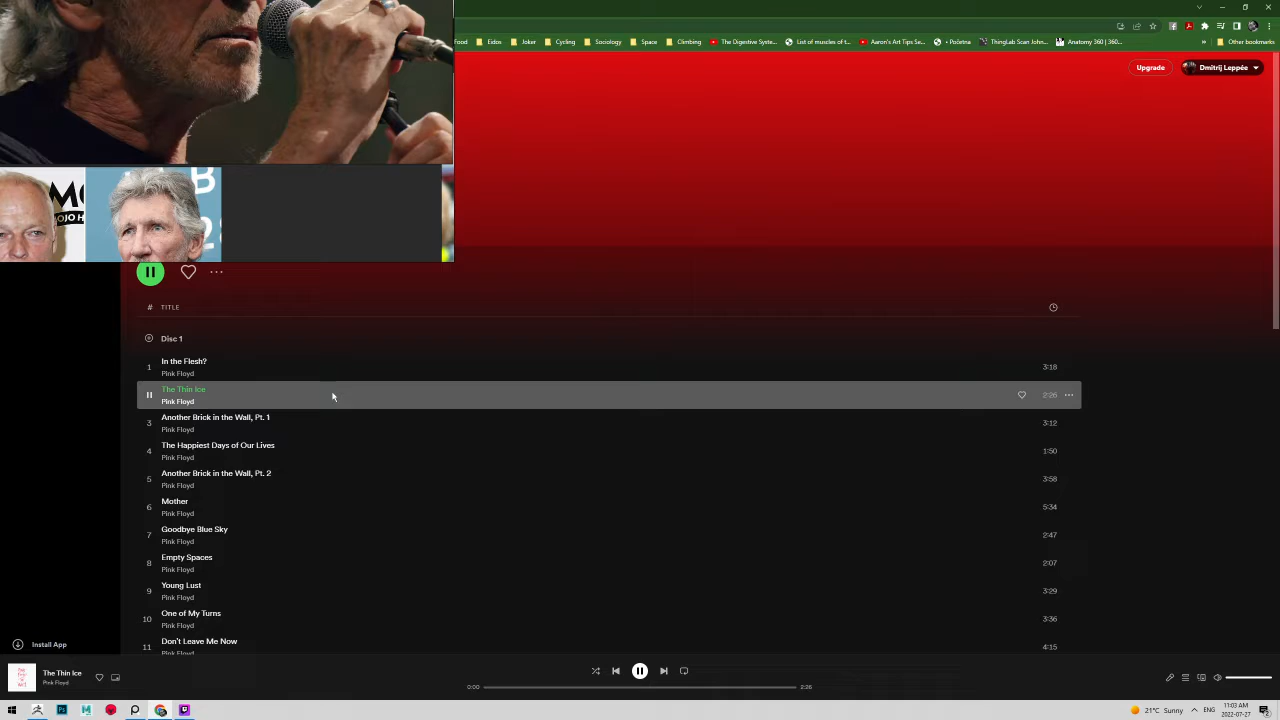 Food Eidos Joker Cycling Sociology Space Climbing The Digestive Syste... List of muscles of t... Aaron's Art Tips Se... • Početna ThingLab Scan John... Anatomy 360 | 360... » Other bookmarks
Upgrade Dmitrij Leppée
# TITLE
Disc 1
1 In the Flesh? 3:18
Pink Floyd
The Thin Ice 2:26
Pink Floyd
3 Another Brick in the Wall, Pt. 1 3:12
Pink Floyd
4 The Happiest Days of Our Lives 1:50
Pink Floyd
5 Another Brick in the Wall, Pt. 2 3:58
Pink Floyd
6 Mother 5:34
Pink Floyd
7 Goodbye Blue Sky 2:47
Pink Floyd
8 Empty Spaces 2:07
Pink Floyd
9 Young Lust 3:29
Pink Floyd
10 One of My Turns 3:36
Pink Floyd
11 Don't Leave Me Now 4:15
Pink Floyd
Install App
The Thin Ice
Pink Floyd
0:00 2:26
21°C Sunny ENG 11:03 AM
2022-07-27